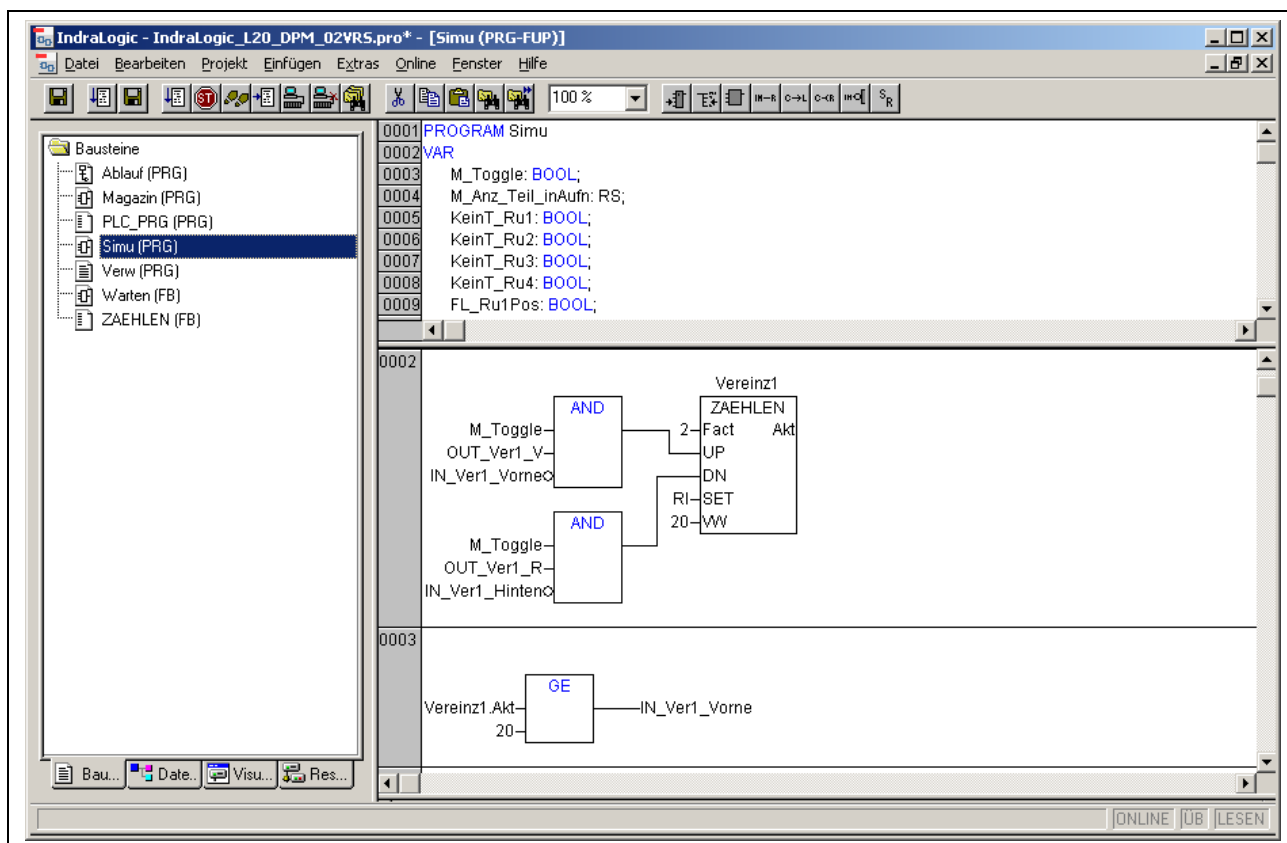 IndraLogic - IndraLogic_L20_DPM_02VRS.pro* - [Simu (PRG-FUP)]
Datei Bearbeiten Projekt Einfügen Extras Online Fenster Hilfe
100 %
Bausteine
Ablauf (PRG)
Magazin (PRG)
PLC_PRG (PRG)
Simu (PRG)
Verw (PRG)
Warten (FB)
ZAEHLEN (FB)
Bau... Date.. Visu... Res...
0001 PROGRAM Simu
0002 VAR
0003 M_Toggle: BOOL;
0004 M_Anz_Teil_inAufn: RS;
0005 KeinT_Ru1: BOOL;
0006 KeinT_Ru2: BOOL;
0007 KeinT_Ru3: BOOL;
0008 KeinT_Ru4: BOOL;
0009 FL_Ru1Pos: BOOL;
0002
Vereinz1
AND ZAEHLEN
M_Toggle 2 Fact Akt
OUT_Ver1_V UP
IN_Ver1_Vorne DN
RI SET
AND 20 VW
M_Toggle
OUT_Ver1_R
IN_Ver1_Hinten
0003
GE
Vereinz1.Akt IN_Ver1_Vorne
20
ONLINE ÜB LESEN